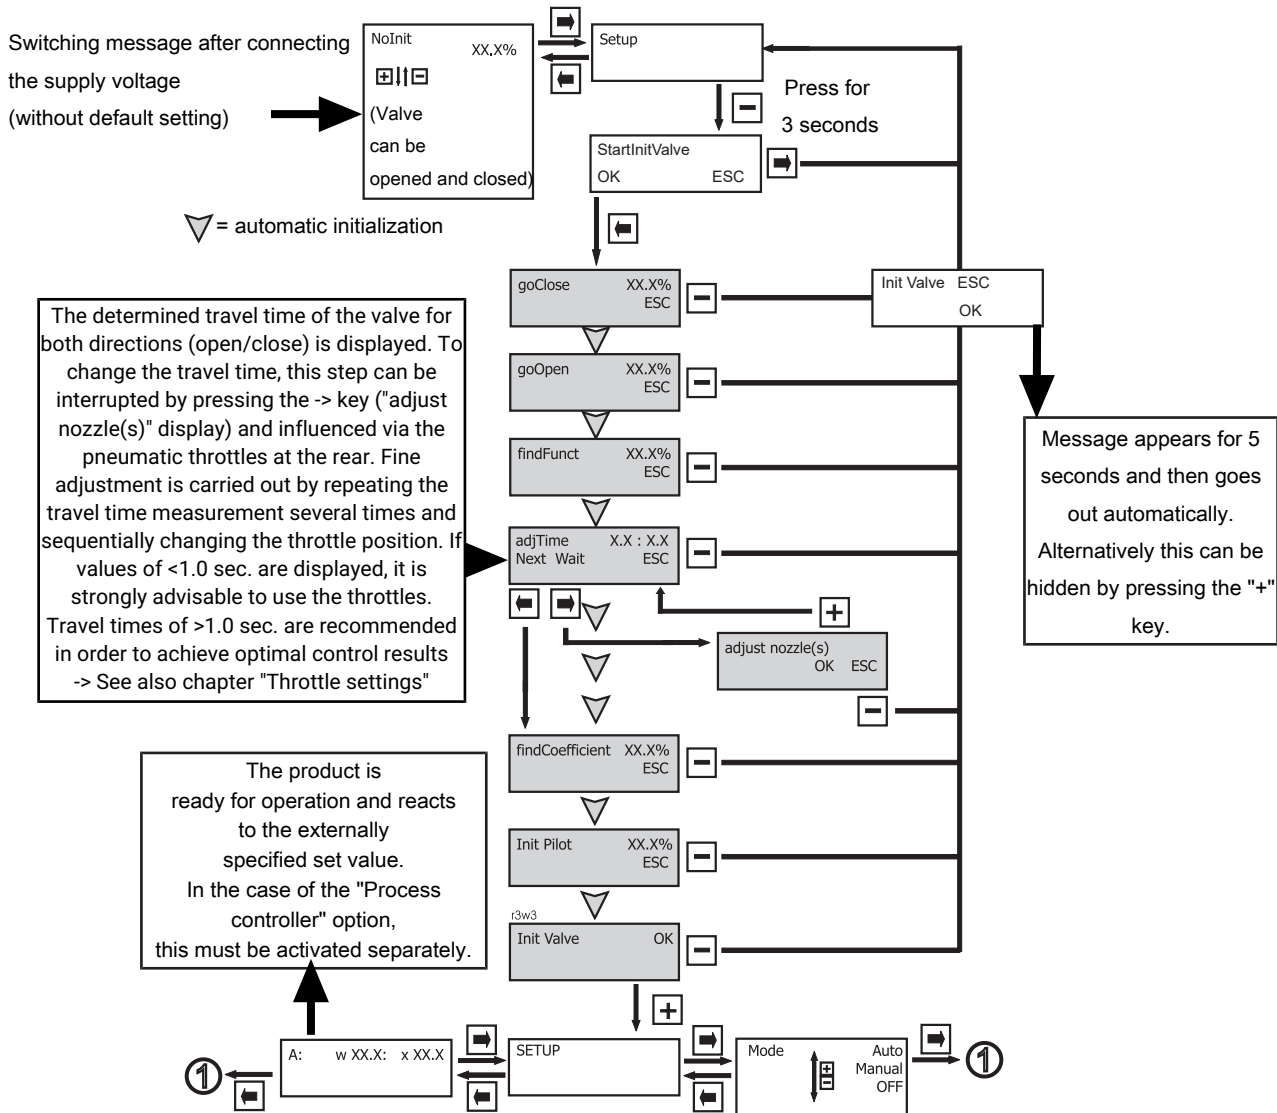 Switching message after connecting
the supply voltage
(without default setting)
NoInit
XX.X%
(Valve
can be
opened and closed)
Setup
Press for
3 seconds
StartInitValve
OK ESC
= automatic initialization
goClose XX.X%
ESC
Init Valve ESC
OK
The determined travel time of the valve for
both directions (open/close) is displayed. To
change the travel time, this step can be
interrupted by pressing the -> key ("adjust
nozzle(s)" display) and influenced via the
pneumatic throttles at the rear. Fine
adjustment is carried out by repeating the
travel time measurement several times and
sequentially changing the throttle position. If
values of <1.0 sec. are displayed, it is
strongly advisable to use the throttles.
Travel times of >1.0 sec. are recommended
in order to achieve optimal control results
-> See also chapter "Throttle settings"
goOpen XX.X%
ESC
findFunct XX.X%
ESC
adjTime X.X : X.X
Next Wait ESC
Message appears for 5
seconds and then goes
out automatically.
Alternatively this can be
hidden by pressing the "+"
key.
adjust nozzle(s)
OK ESC
findCoefficient XX.X%
ESC
The product is
ready for operation and reacts
to the externally
specified set value.
In the case of the "Process
controller" option,
this must be activated separately.
Init Pilot XX.X%
ESC
r3w3
Init Valve OK
1
A: w XX.X: x XX.X
SETUP
Mode
Auto
Manual
OFF
1